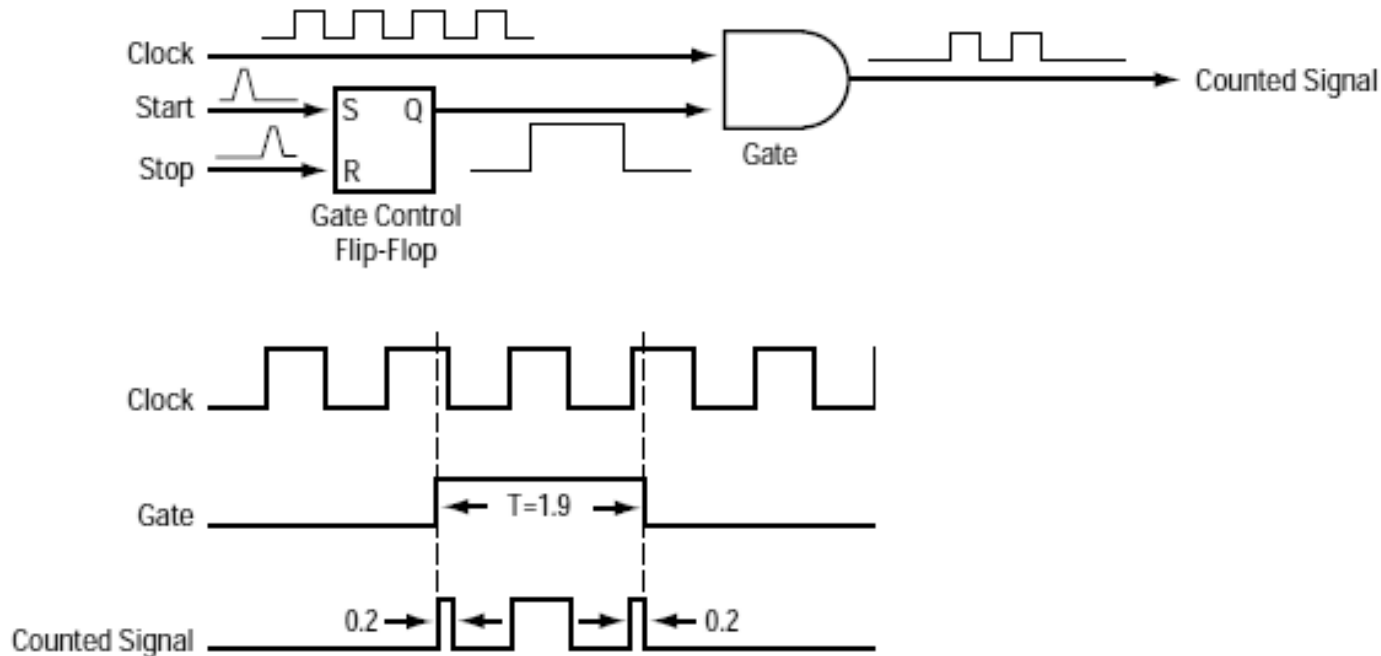 Clock
Start
Stop
S Q
R
Gate Control
Flip-Flop
Gate
Counted Signal
Clock
Gate
T=1.9
Counted Signal
0.2
0.2